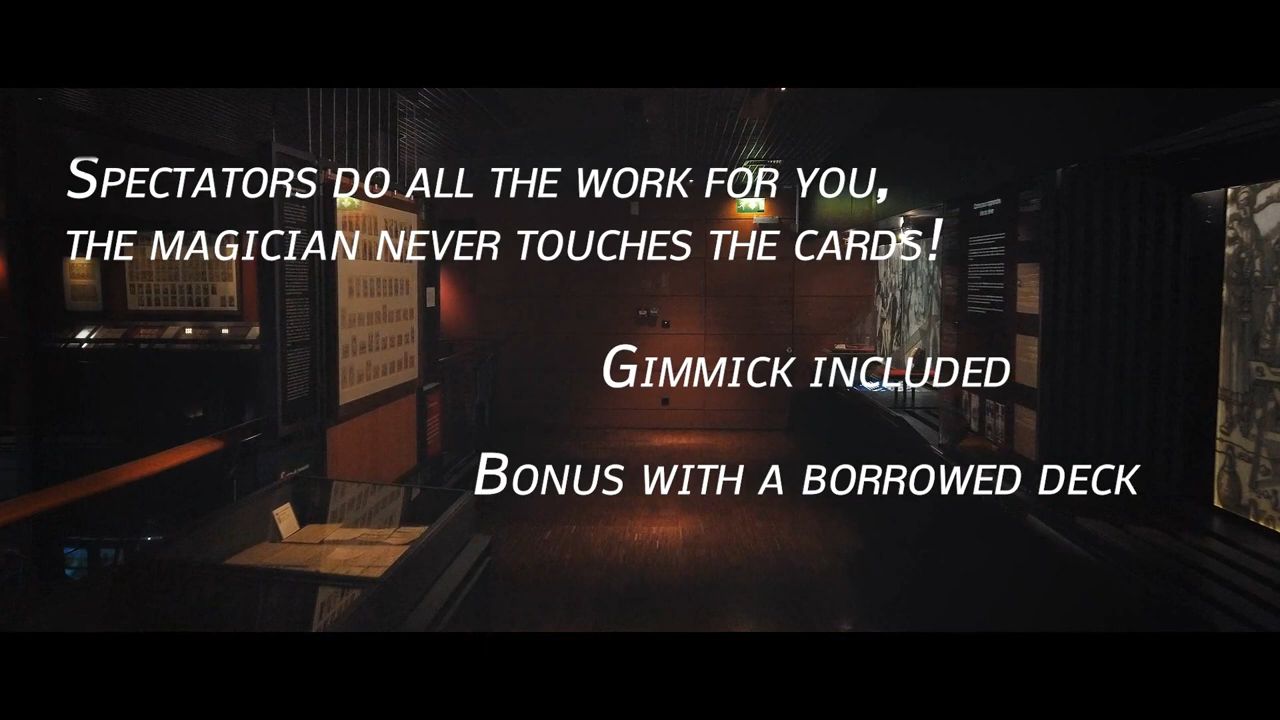 Spectators do all the work for you,
the magician never touches the cards!
Gimmick included
Bonus with a borrowed deck